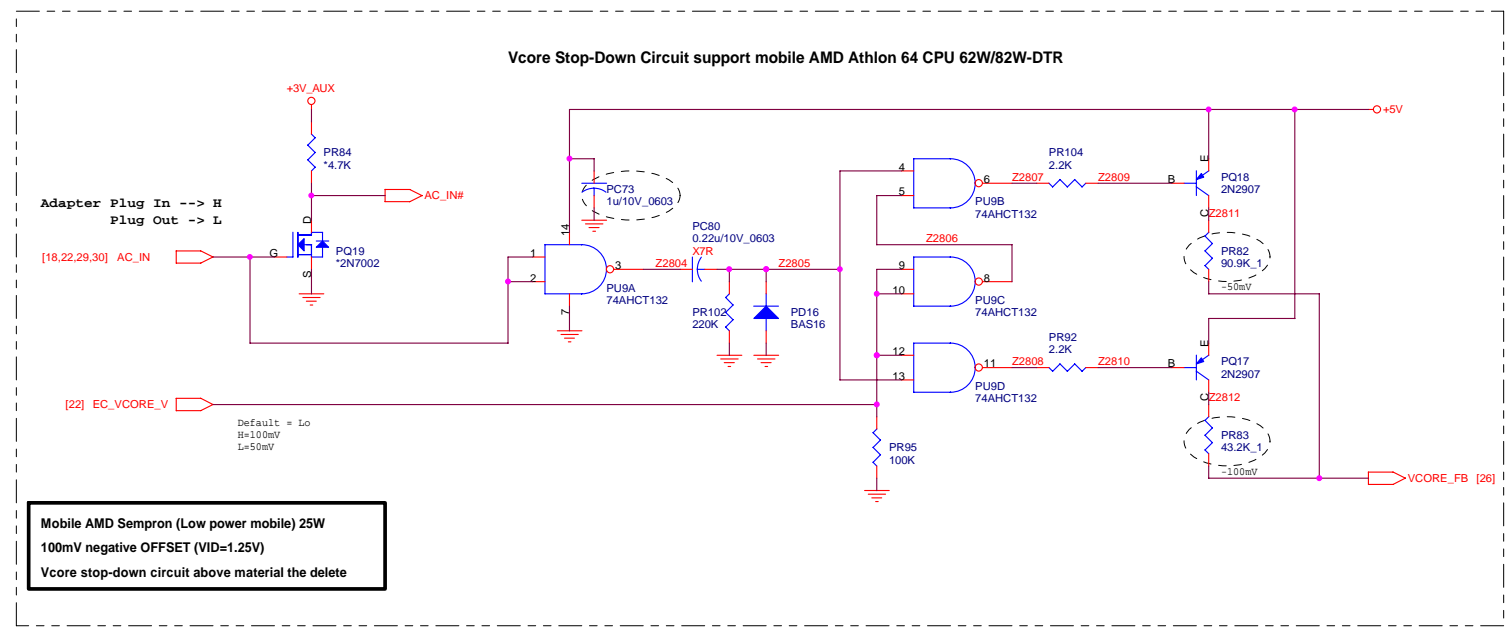 Vcore Stop-Down Circuit support mobile AMD Athlon 64 CPU 62W/82W-DTR
+3V_AUX
PR84
*4.7K
AC_IN#
Adapter Plug In --> H
Plug Out -> L
[18,22,29,30] AC_IN
G
D
S
PQ19
*2N7002
PC73
1u/10V_0603
14
1
2
3
7
PU9A
74AHCT132
Z2804
PC80
0.22u/10V_0603
X7R
PR102
220K
Z2805
PD16
BAS16
4
5
6
PU9B
74AHCT132
Z2806
9
10
8
PU9C
74AHCT132
12
13
11
PU9D
74AHCT132
Z2807
PR104
2.2K
Z2809
B
E
C
PQ18
2N2907
Z2811
PR82
90.9K_1
-50mV
+5V
Z2808
PR92
2.2K
Z2810
B
E
C
PQ17
2N2907
Z2812
PR83
43.2K_1
-100mV
VCORE_FB [26]
[22] EC_VCORE_V
Default = Lo
H=100mV
L=50mV
PR95
100K
Mobile AMD Sempron (Low power mobile) 25W
100mV negative OFFSET (VID=1.25V)
Vcore stop-down circuit above material the delete